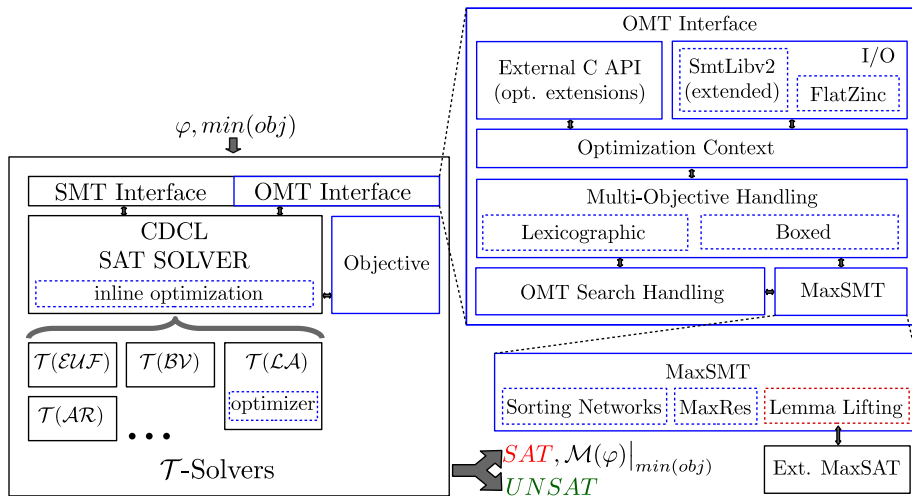 φ, min(obj)
SMT Interface
OMT Interface
CDCL
SAT SOLVER
inline optimization
Objective
𝒯(ℰ𝒰ℱ)
𝒯(ℬ𝒱)
𝒯(ℒ𝒜)
optimizer
𝒯(𝒜ℛ)
•••
𝒯-Solvers
SAT, ℳ(φ)|min(obj)
UNSAT
OMT Interface
External C API
(opt. extensions)
I/O
SmtLibv2
(extended)
FlatZinc
Optimization Context
Multi-Objective Handling
Lexicographic
Boxed
OMT Search Handling
MaxSMT
MaxSMT
Sorting Networks
MaxRes
Lemma Lifting
Ext. MaxSAT